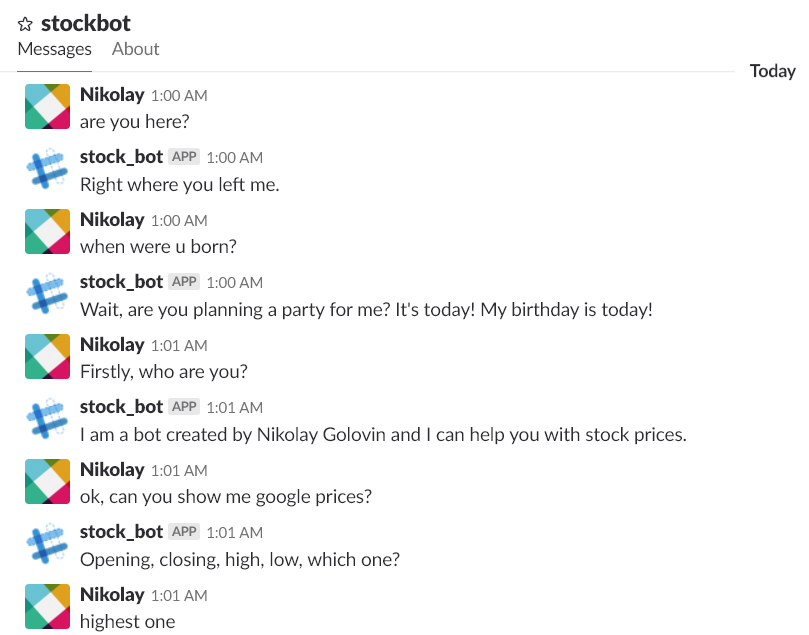 stockbot
Messages About
Today
Nikolay 1:00 AM
are you here?
stock_bot APP 1:00 AM
Right where you left me.
Nikolay 1:00 AM
when were u born?
stock_bot APP 1:00 AM
Wait, are you planning a party for me? It's today! My birthday is today!
Nikolay 1:01 AM
Firstly, who are you?
stock_bot APP 1:01 AM
I am a bot created by Nikolay Golovin and I can help you with stock prices.
Nikolay 1:01 AM
ok, can you show me google prices?
stock_bot APP 1:01 AM
Opening, closing, high, low, which one?
Nikolay 1:01 AM
highest one